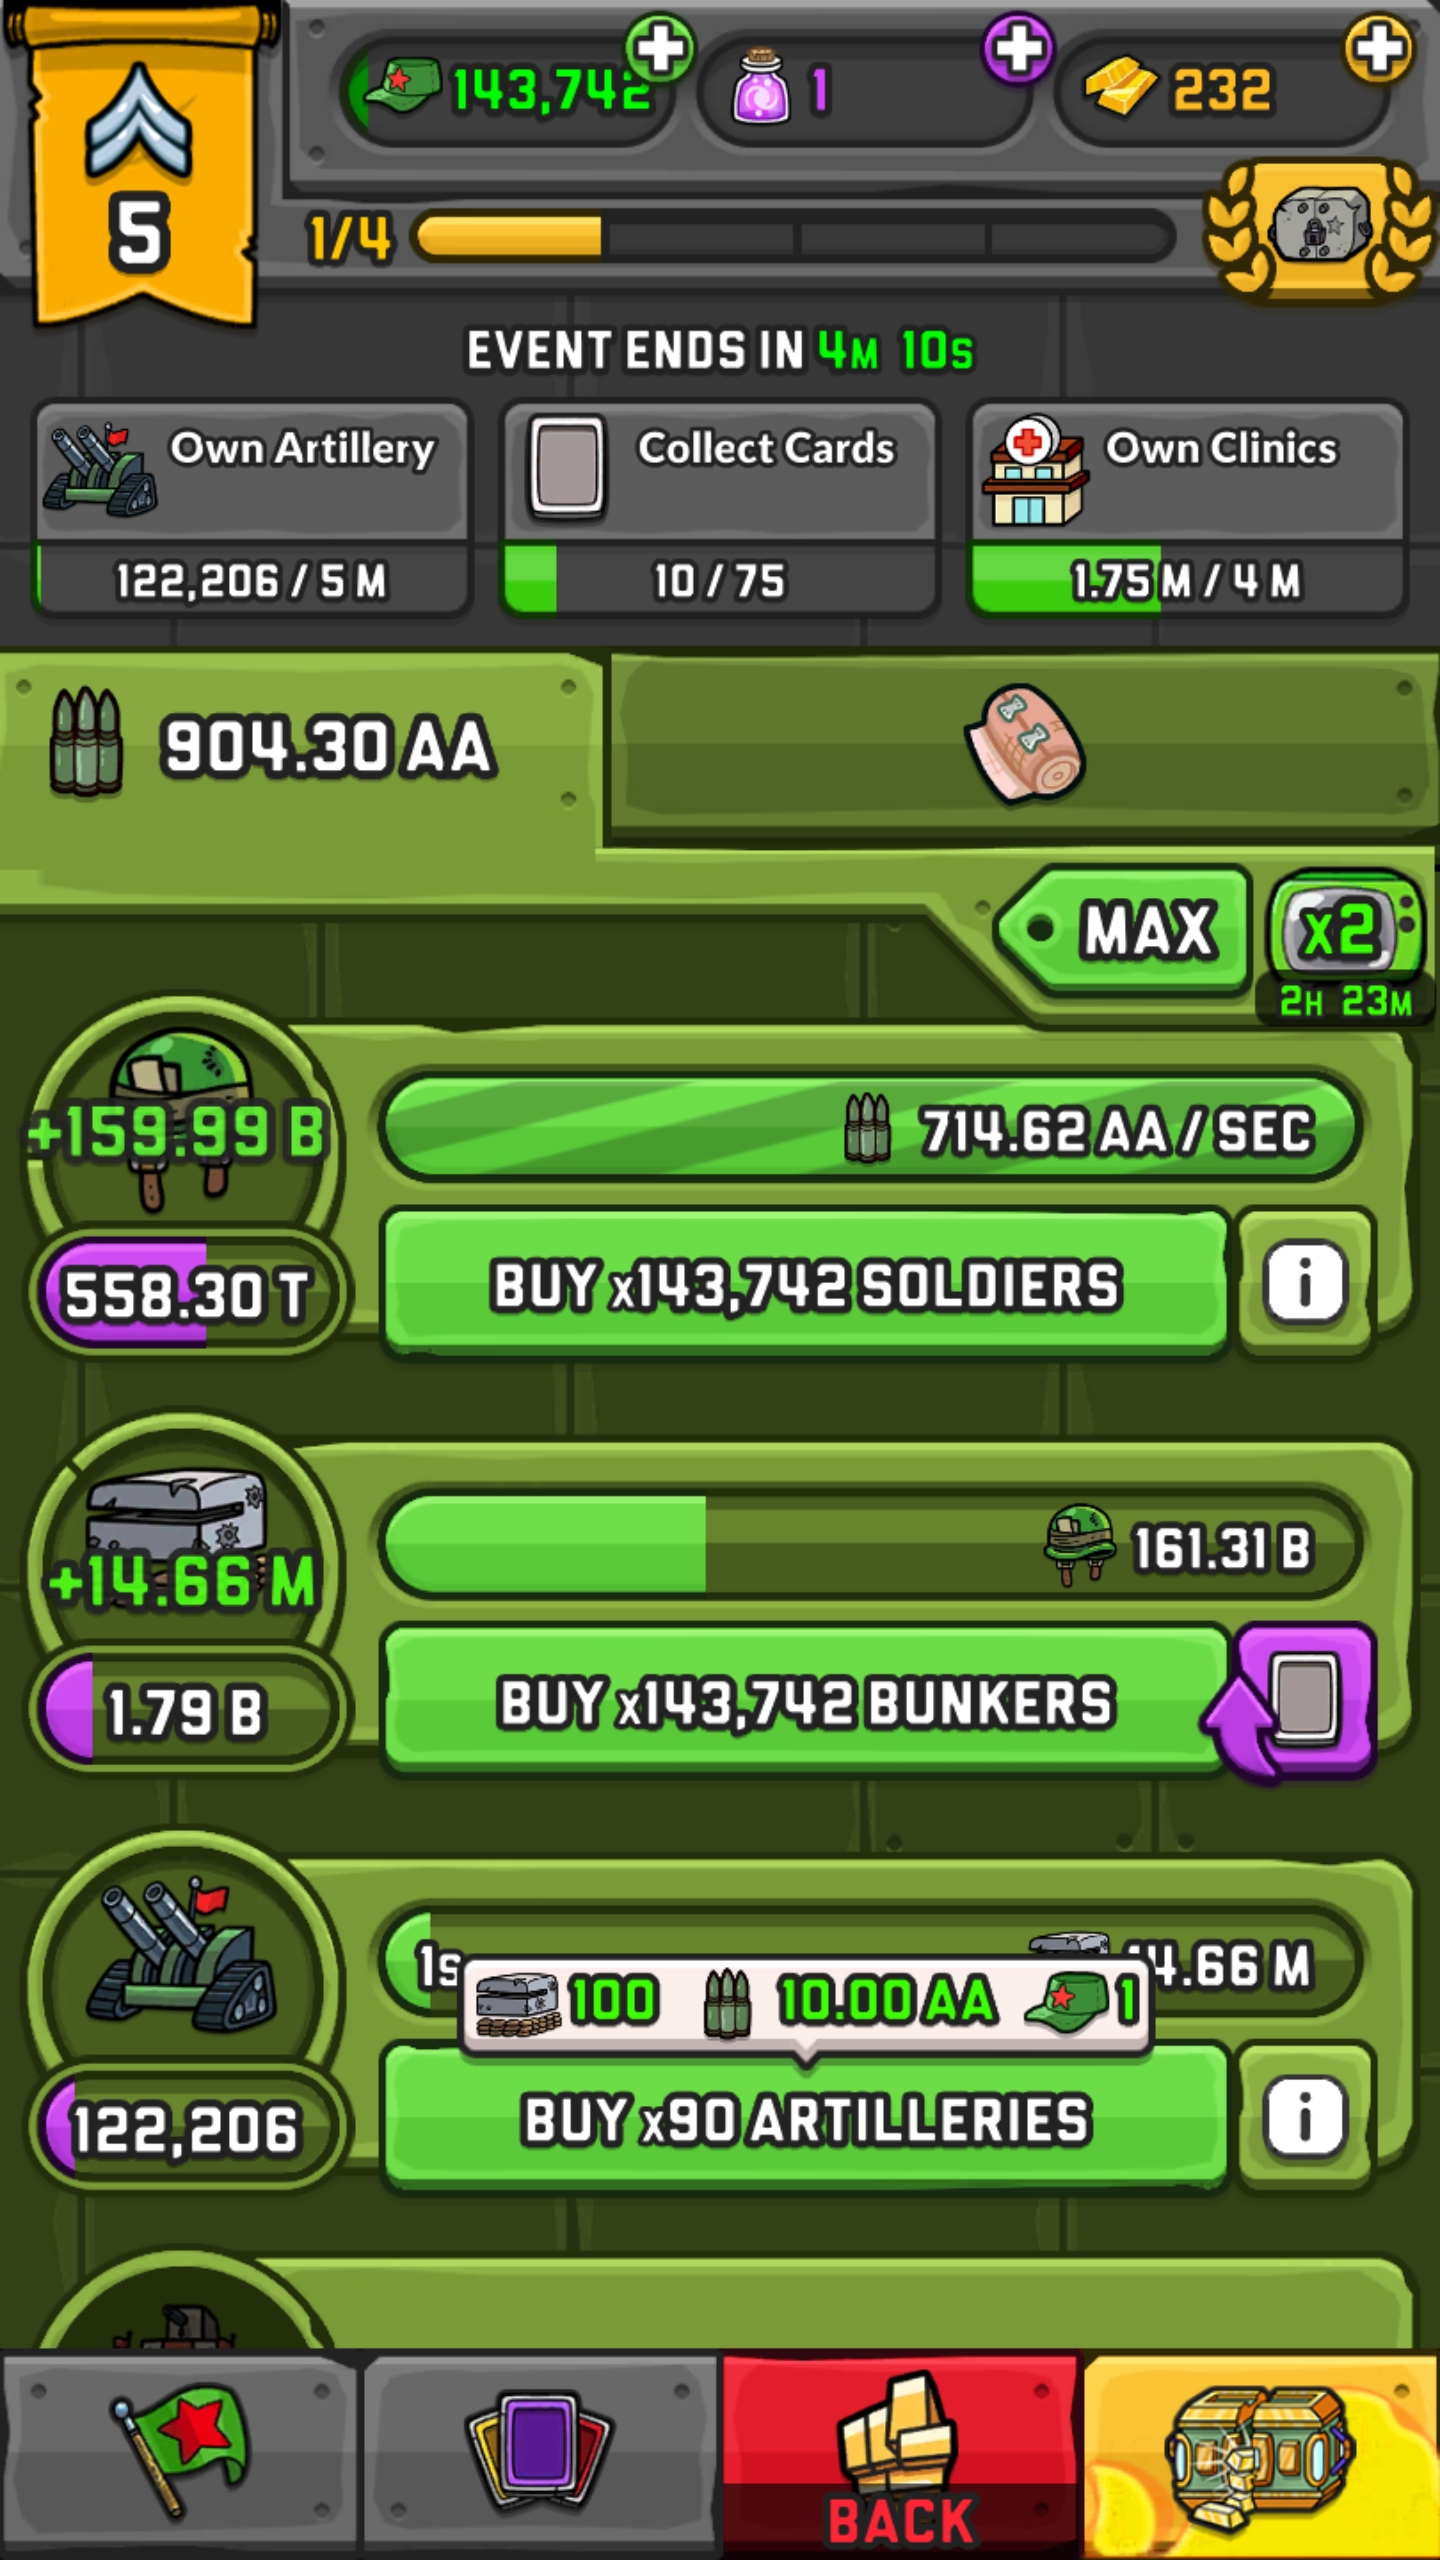 143,742
1
232
5
1/4
EVENT ENDS IN 4M 10S
Own Artillery
Collect Cards
Own Clinics
122,206 / 5 M
10 / 75
1.75 M / 4 M
904.30 AA
MAX
x2
2H 23M
+159.99 B
714.62 AA / SEC
558.30 T
BUY x143,742 SOLDIERS
i
+14.66 M
161.31 B
1.79 B
BUY x143,742 BUNKERS
1s
4.66 M
100
10.00 AA
1
122,206
BUY x90 ARTILLERIES
i
BACK